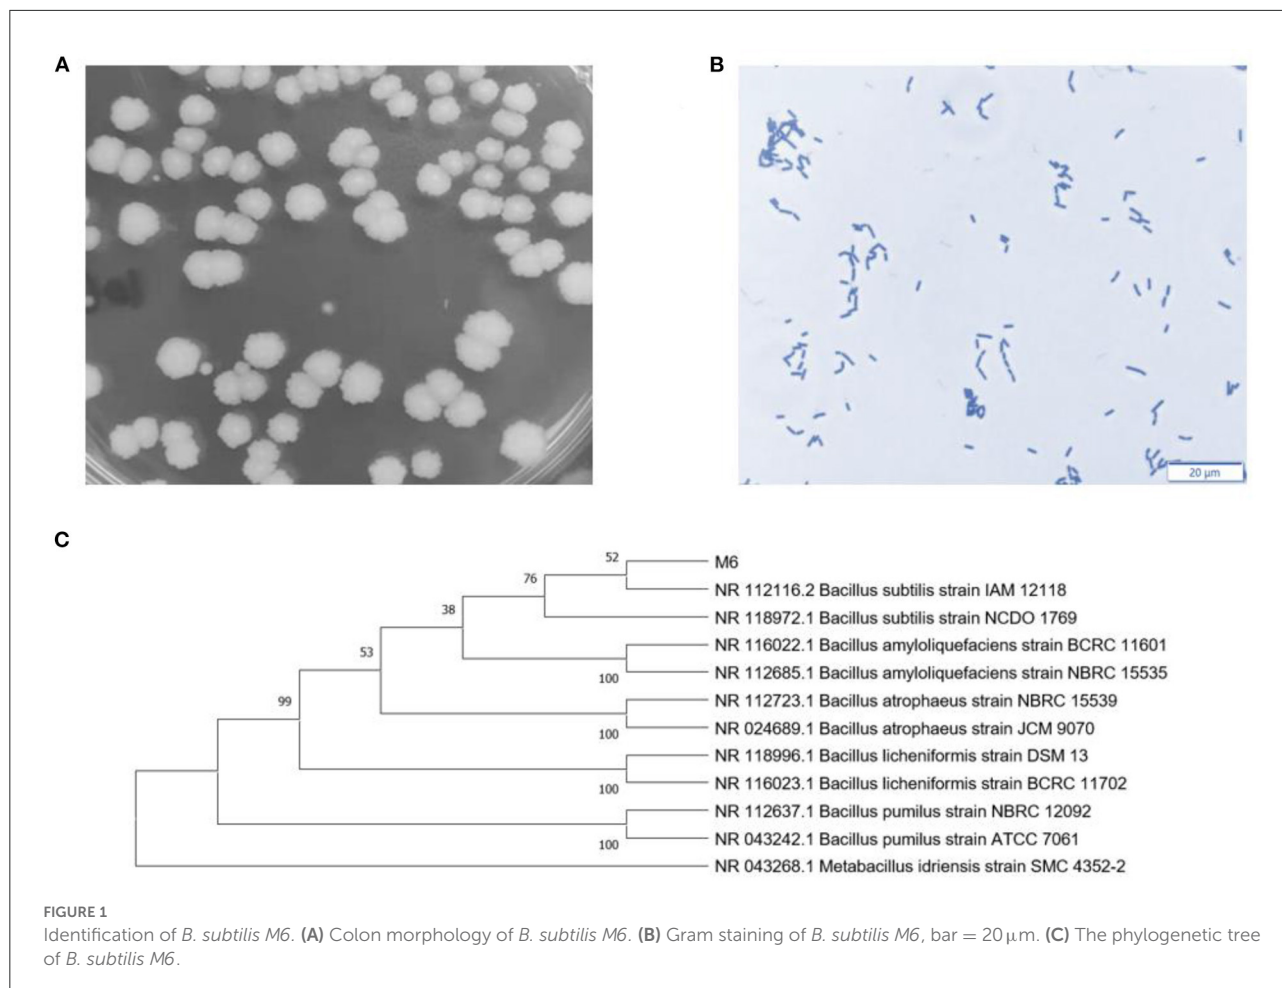 A
B
20 µm
C
52
M6
76
NR 112116.2 Bacillus subtilis strain IAM 12118
38
NR 118972.1 Bacillus subtilis strain NCDO 1769
53
NR 116022.1 Bacillus amyloliquefaciens strain BCRC 11601
100
NR 112685.1 Bacillus amyloliquefaciens strain NBRC 15535
99
NR 112723.1 Bacillus atrophaeus strain NBRC 15539
100
NR 024689.1 Bacillus atrophaeus strain JCM 9070
NR 118996.1 Bacillus licheniformis strain DSM 13
100
NR 116023.1 Bacillus licheniformis strain BCRC 11702
NR 112637.1 Bacillus pumilus strain NBRC 12092
100
NR 043242.1 Bacillus pumilus strain ATCC 7061
NR 043268.1 Metabacillus idriensis strain SMC 4352-2
FIGURE 1
Identification of B. subtilis M6. (A) Colon morphology of B. subtilis M6. (B) Gram staining of B. subtilis M6, bar = 20 µm. (C) The phylogenetic tree
of B. subtilis M6.